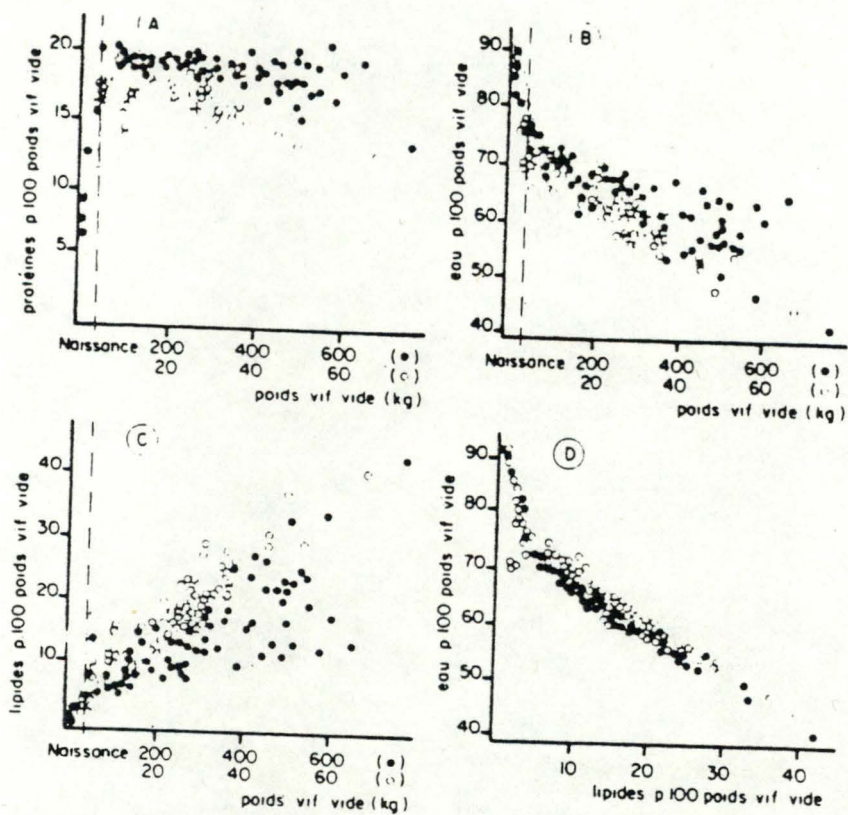 A
20
15
10
5
protéines p 100 poids vif vide
Naissance 200 400 600 (●)
20 40 60 (○)
poids vif vide (kg)
B
90
80
70
60
50
40
eau p 100 poids vif vide
Naissance 200 400 600 (●)
20 40 60 (○)
poids vif vide (kg)
C
40
30
20
10
lipides p 100 poids vif vide
Naissance 200 400 600 (●)
20 40 60 (○)
poids vif vide (kg)
D
90
80
70
60
50
40
eau p 100 poids vif vide
10 20 30 40
lipides p 100 poids vif vide